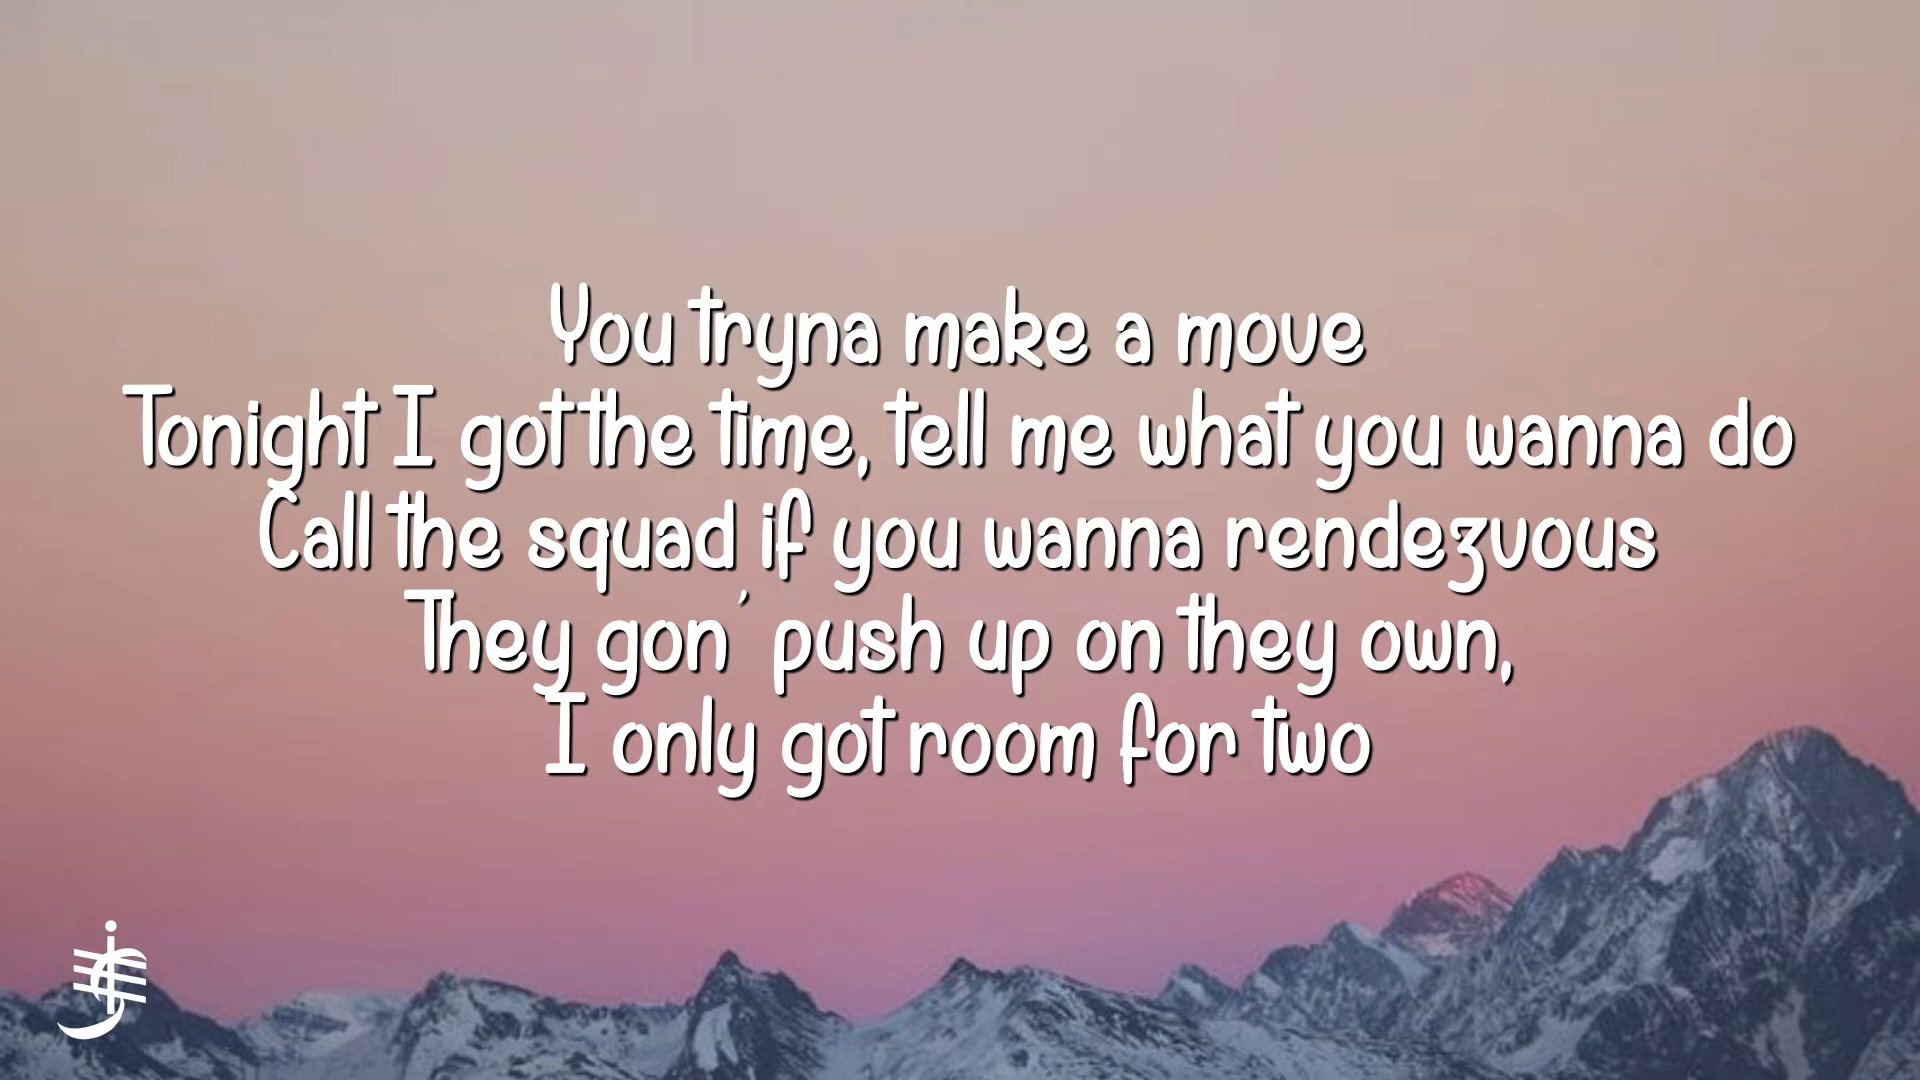 You tryna make a move
Tonight I got the time, tell me what you wanna do
Call the squad if you wanna rendezvous
They gon' push up on they own,
I only got room for two